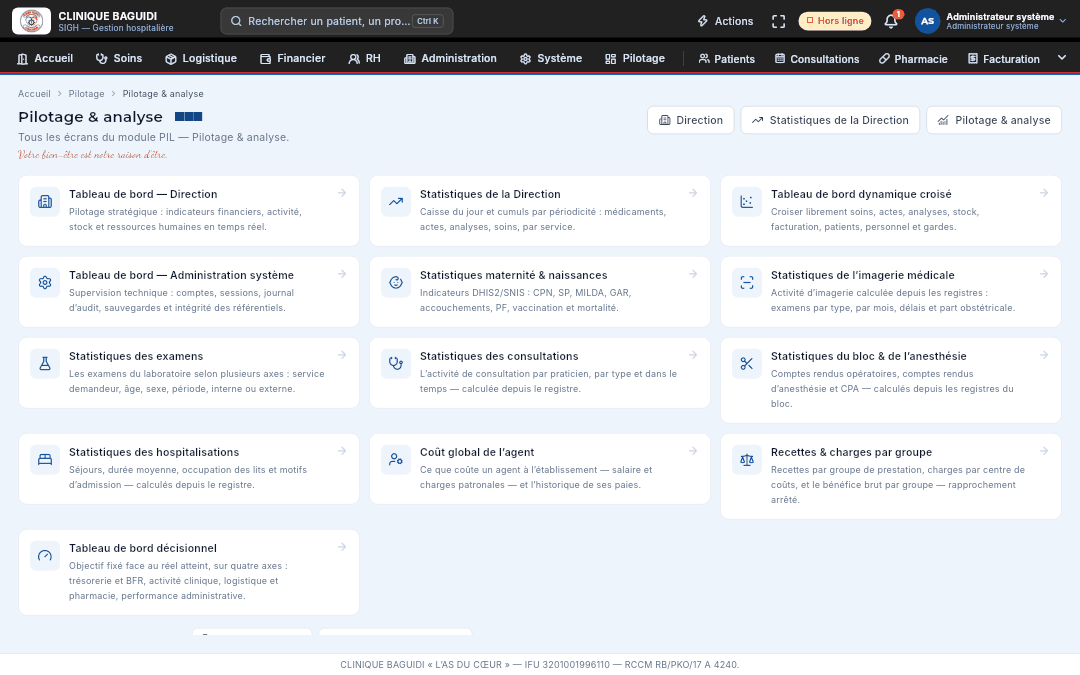 CLINIQUE BAGUIDI
SIGH — Gestion hospitalière
Rechercher un patient, un pro... Ctrl K
Actions
Hors ligne
1
AS
Administrateur système
Administrateur système
Accueil Soins Logistique Financier RH Administration Système Pilotage Patients Consultations Pharmacie Facturation
Accueil > Pilotage > Pilotage & analyse
Pilotage & analyse
Tous les écrans du module PIL — Pilotage & analyse.
Votre bien-être est notre raison d'être.
Direction
Statistiques de la Direction
Pilotage & analyse
Tableau de bord — Direction
Pilotage stratégique : indicateurs financiers, activité,
stock et ressources humaines en temps réel.
Statistiques de la Direction
Caisse du jour et cumuls par périodicité : médicaments,
actes, analyses, soins, par service.
Tableau de bord dynamique croisé
Croiser librement soins, actes, analyses, stock,
facturation, patients, personnel et gardes.
Tableau de bord — Administration système
Supervision technique : comptes, sessions, journal
d'audit, sauvegardes et intégrité des référentiels.
Statistiques maternité & naissances
Indicateurs DHIS2/SNIS : CPN, SP, MILDA, GAR,
accouchements, PF, vaccination et mortalité.
Statistiques de l'imagerie médicale
Activité d'imagerie calculée depuis les registres :
examens par type, par mois, délais et part obstétricale.
Statistiques des examens
Les examens du laboratoire selon plusieurs axes : service
demandeur, âge, sexe, période, interne ou externe.
Statistiques des consultations
L'activité de consultation par praticien, par type et dans le
temps — calculée depuis le registre.
Statistiques du bloc & de l'anesthésie
Comptes rendus opératoires, comptes rendus
d'anesthésie et CPA — calculés depuis les registres du
bloc.
Statistiques des hospitalisations
Séjours, durée moyenne, occupation des lits et motifs
d'admission — calculés depuis le registre.
Coût global de l'agent
Ce que coûte un agent à l'établissement — salaire et
charges patronales — et l'historique de ses paies.
Recettes & charges par groupe
Recettes par groupe de prestation, charges par centre de
coûts, et le bénéfice brut par groupe — rapprochement
arrêté.
Tableau de bord décisionnel
Objectif fixé face au réel atteint, sur quatre axes :
trésorerie et BFR, activité clinique, logistique et
pharmacie, performance administrative.
CLINIQUE BAGUIDI « L'AS DU CŒUR » — IFU 3201001996110 — RCCM RB/PKO/17 A 4240.